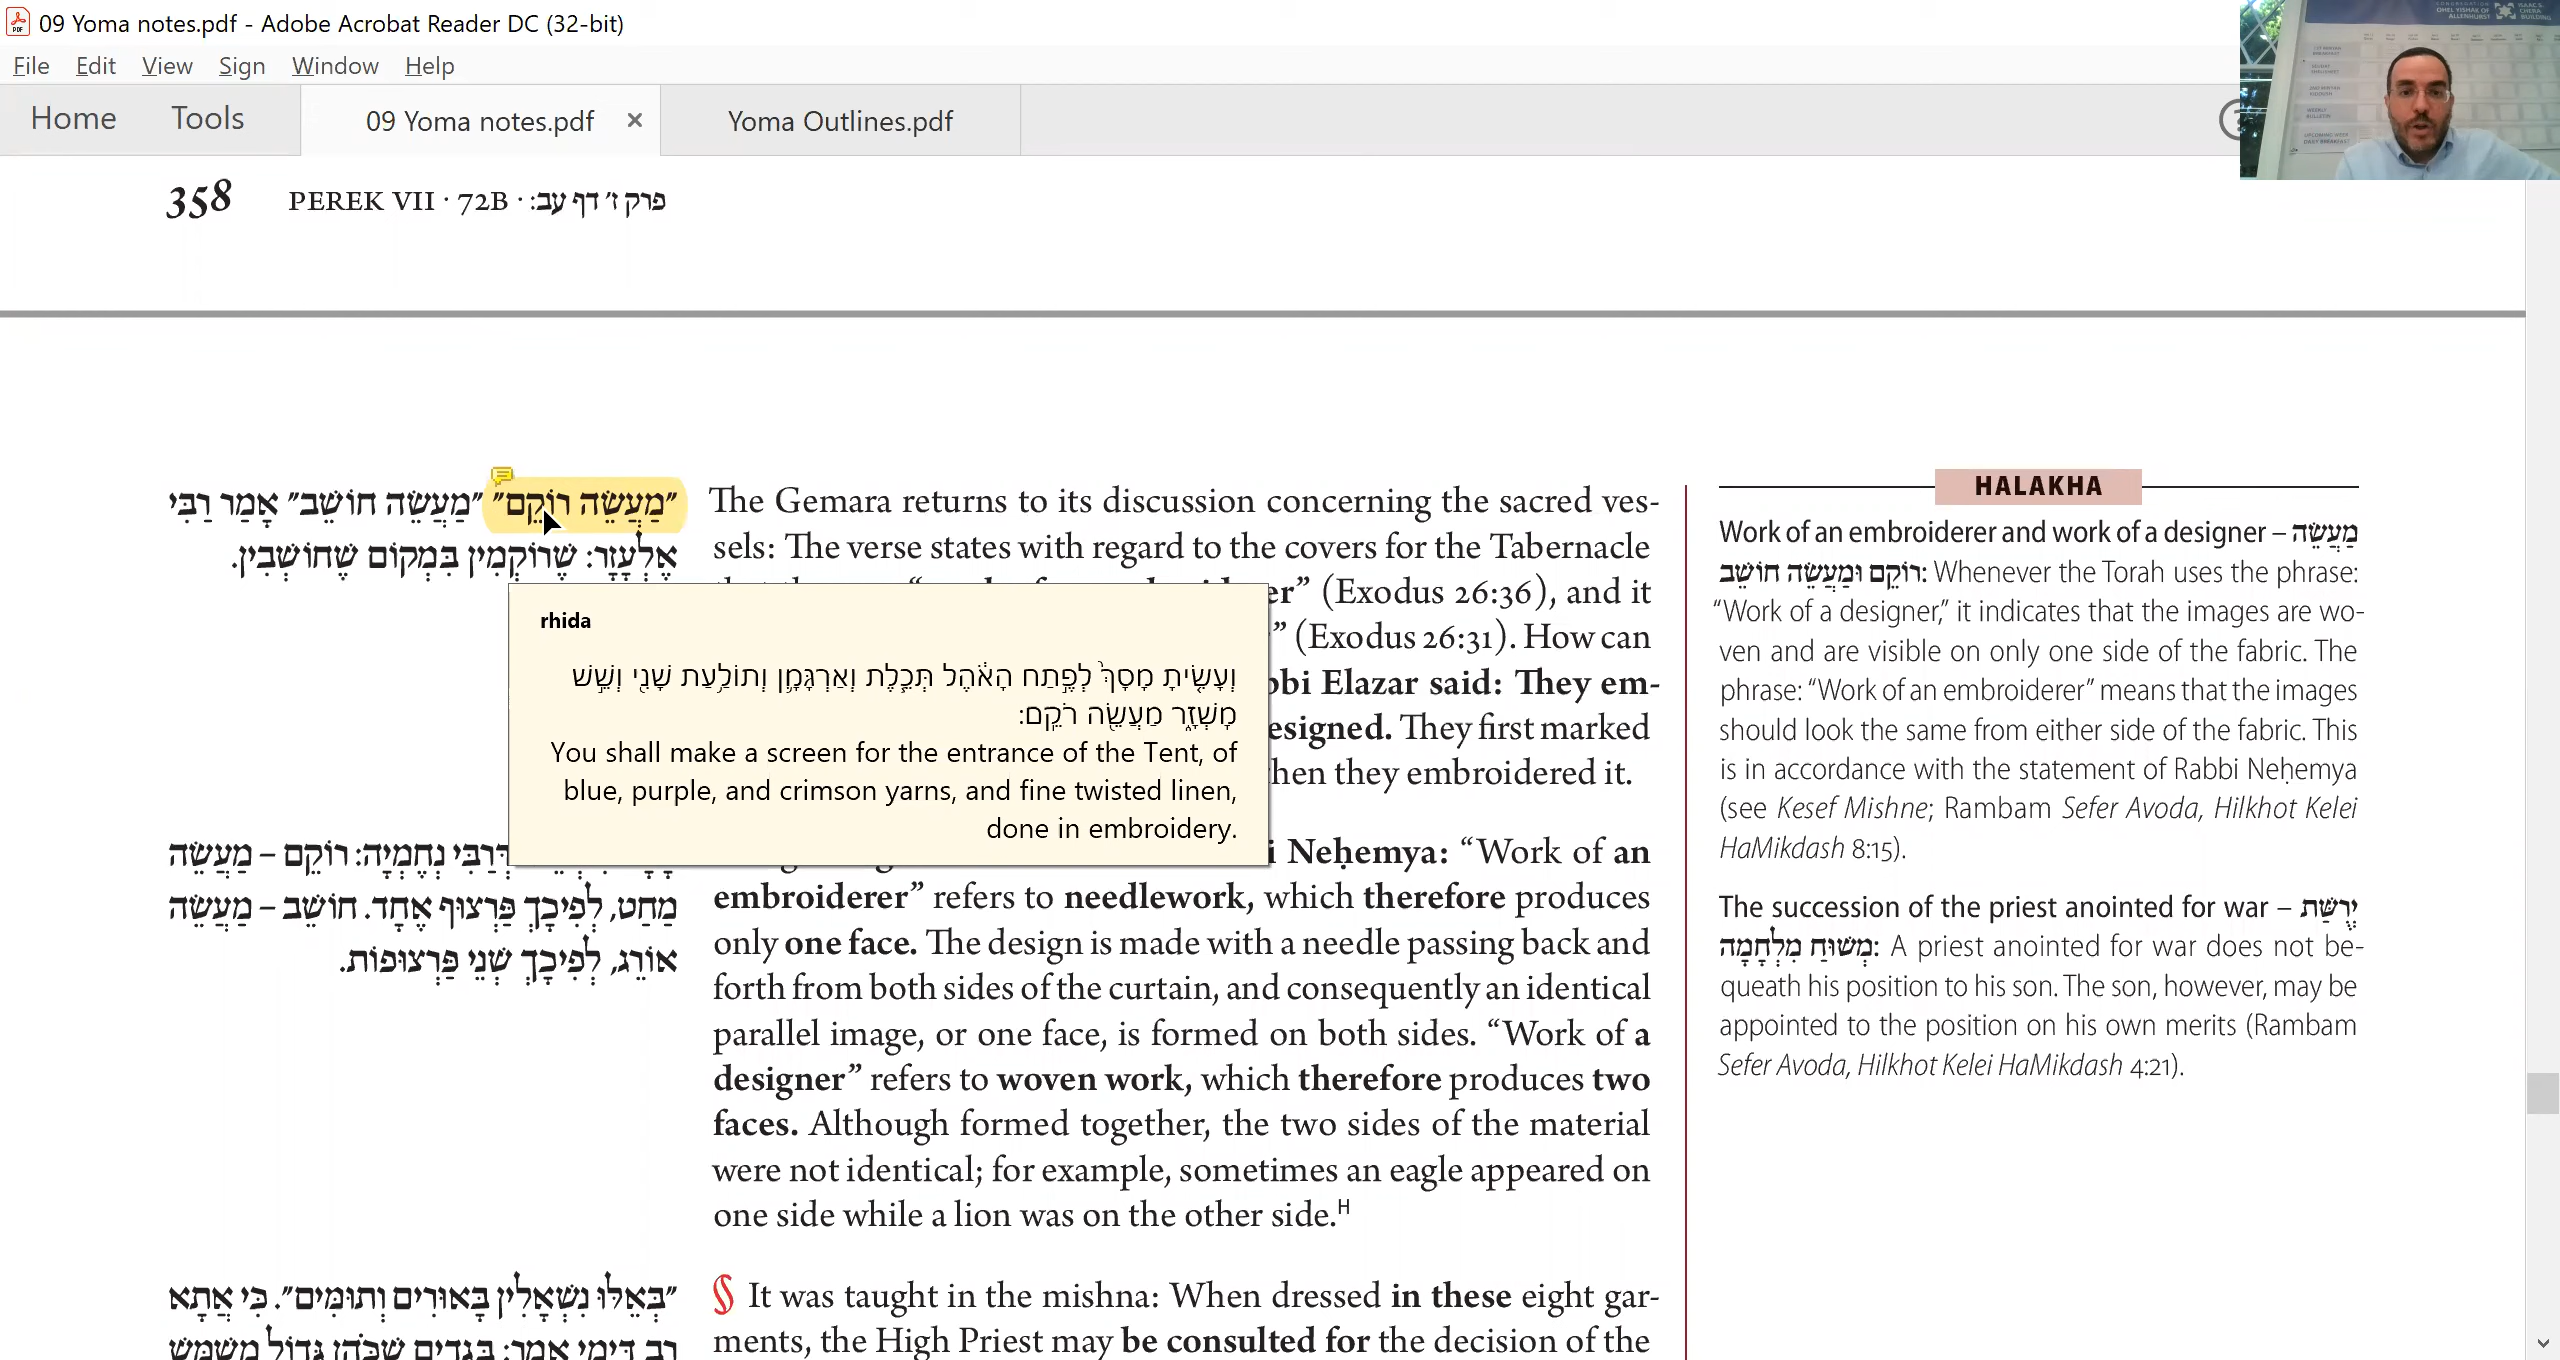 09 Yoma notes.pdf - Adobe Acrobat Reader DC (32-bit)
File Edit View Sign Window Help
Home Tools 09 Yoma notes.pdf × Yoma Outlines.pdf
358 PEREK VII · 72B · פרק ז׳ דף עב:
״מַעֲשֵׂה רוֹקֵם״ ״מַעֲשֵׂה חוֹשֵׁב״ אָמַר רַבִּי
אֶלְעָזָר: שֶׁרוֹקְמִין בִּמְקוֹם שֶׁחוֹשְׁבִין.
The Gemara returns to its discussion concerning the sacred ves-
sels: The verse states with regard to the covers for the Tabernacle
er” (Exodus 26:36), and it
” (Exodus 26:31). How can
bbi Elazar said: They em-
esigned. They first marked
hen they embroidered it.
rhida
וְעָשִׂ֤יתָ מָסָךְ֙ לְפֶ֣תַח הָאֹ֔הֶל תְּכֵ֧לֶת וְאַרְגָּמָ֛ן וְתוֹלַ֥עַת שָׁנִ֖י וְשֵׁ֣שׁ
מָשְׁזָ֑ר מַעֲשֵׂ֖ה רֹקֵֽם׃
You shall make a screen for the entrance of the Tent, of
blue, purple, and crimson yarns, and fine twisted linen,
done in embroidery.
דְּרַבִּי נְחֶמְיָה: רוֹקֵם – מַעֲשֵׂה
מַחַט, לְפִיכָךְ פַּרְצוּף אֶחָד. חוֹשֵׁב – מַעֲשֵׂה
אוֹרֵג, לְפִיכָךְ שְׁנֵי פַּרְצוּפוֹת.
i Neḥemya: “Work of an
embroiderer” refers to needlework, which therefore produces
only one face. The design is made with a needle passing back and
forth from both sides of the curtain, and consequently an identical
parallel image, or one face, is formed on both sides. “Work of a
designer” refers to woven work, which therefore produces two
faces. Although formed together, the two sides of the material
were not identical; for example, sometimes an eagle appeared on
one side while a lion was on the other side.H
״בְּאֵלּוּ נִשְׁאָלִין בָּאוּרִים וְתוּמִּים״. כִּי אֲתָא
רַב דִּימִי אֲמַר: בְּגָדִים שֶׁכֹּהֵן גָּדוֹל מְשַׁמֵּשׁ
§ It was taught in the mishna: When dressed in these eight gar-
ments, the High Priest may be consulted for the decision of the
HALAKHA
Work of an embroiderer and work of a designer – מַעֲשֵׂה
רוֹקֵם וּמַעֲשֵׂה חוֹשֵׁב: Whenever the Torah uses the phrase:
“Work of a designer,” it indicates that the images are wo-
ven and are visible on only one side of the fabric. The
phrase: “Work of an embroiderer” means that the images
should look the same from either side of the fabric. This
is in accordance with the statement of Rabbi Neḥemya
(see Kesef Mishne; Rambam Sefer Avoda, Hilkhot Kelei
HaMikdash 8:15).
The succession of the priest anointed for war – יְרֻשַּׁת
מְשׁוּחַ מִלְחָמָה: A priest anointed for war does not be-
queath his position to his son. The son, however, may be
appointed to the position on his own merits (Rambam
Sefer Avoda, Hilkhot Kelei HaMikdash 4:21).